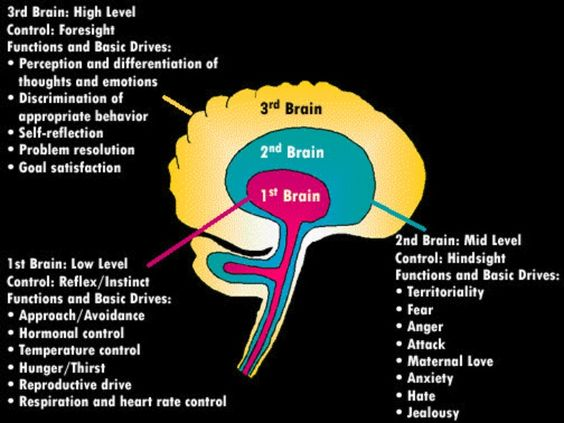 3rd Brain: High Level
Control: Foresight
Functions and Basic Drives:
• Perception and differentiation of
thoughts and emotions
• Discrimination of
appropriate behavior
• Self-reflection
• Problem resolution
• Goal satisfaction
3rd Brain
2nd Brain
1st Brain
1st Brain: Low Level
Control: Reflex/Instinct
Functions and Basic Drives:
• Approach/Avoidance
• Hormonal control
• Temperature control
• Hunger/Thirst
• Reproductive drive
• Respiration and heart rate control
2nd Brain: Mid Level
Control: Hindsight
Functions and Basic Drives:
• Territoriality
• Fear
• Anger
• Attack
• Maternal Love
• Anxiety
• Hate
• Jealousy